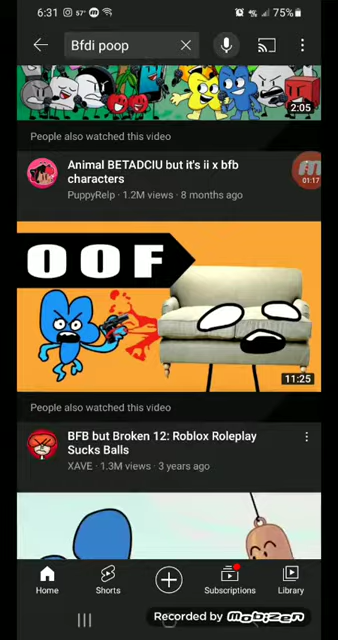 6:31 57° 75%
Bfdi poop
2:05
People also watched this video
Animal BETADCIU but it's ii x bfb
characters
PuppyRelp · 1.2M views · 8 months ago
01:17
OOF
11:25
People also watched this video
BFB but Broken 12: Roblox Roleplay
Sucks Balls
XAVE · 1.3M views · 3 years ago
Home Shorts Subscriptions Library
Recorded by mobizen